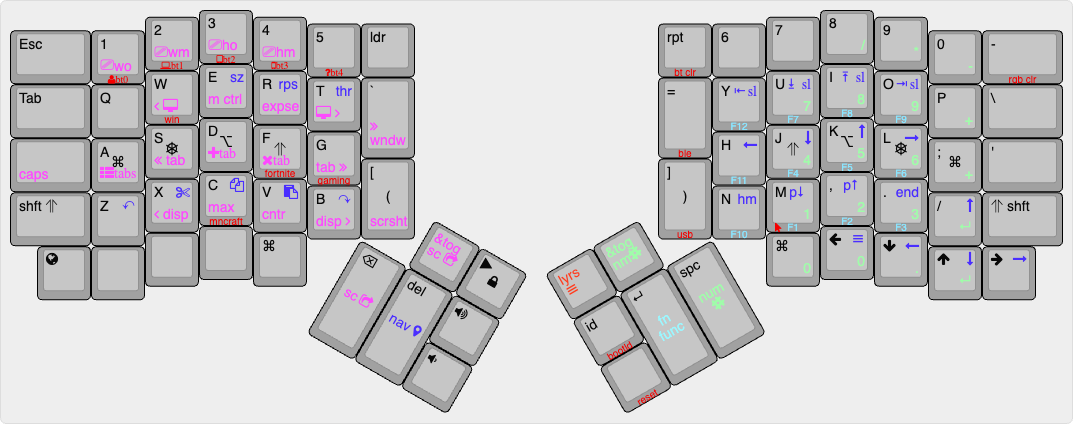 Esc
1
wo
bt0
2
wm
bt1
3
ho
bt2
4
hm
bt3
5
?bt4
ldr
Tab
Q
W
<
win
E sz
m ctrl
R rps
expse
T thr
>
`
»
wndw
caps
A ⌘
tabs
S
« tab
D ⌥
+tab
F ⇑
×tab
fortnite
G
tab »
gaming
[
(
scrsht
shft ⇑
Z
X
< disp
C
max
mncraft
V
cntr
B
disp >
⌘
&tog
sc
sc
del
nav
rpt
bt clr
6
7
8
/
9
*
0
-
-
rgb clr
=
ble
Y sl
F12
U sl
7
F7
I sl
8
F8
O sl
9
F9
P
+
\
H ←
F11
J ⇑ ↓
4
F4
K ⌥ ↑
5
F5
L →
6
F6
; ⌘
+
'
]
)
usb
N hm
F10
M p↓
1
F1
, p↑
2
F2
. end
3
F3
/ ↑
↵
⇑ shft
⌘
0
← ≡
0
↓ ←
.
↑ ↓
↵
→ →
lyrs
&tog
nm
spc
num
↵
fn
func
id
bootld
reset